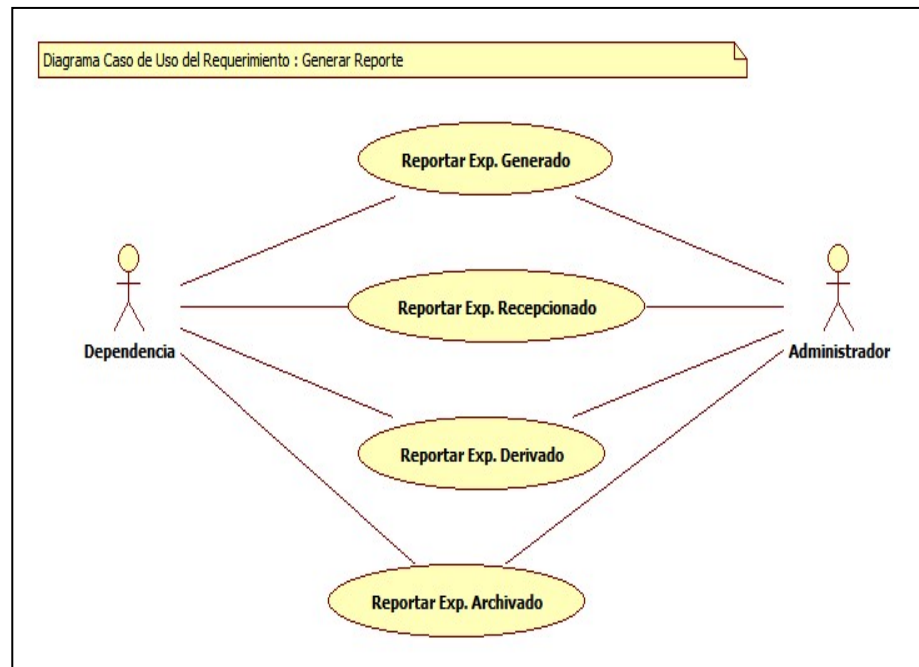 Diagrama Caso de Uso del Requerimiento : Generar Reporte
Reportar Exp. Generado
Reportar Exp. Recepcionado
Dependencia
Administrador
Reportar Exp. Derivado
Reportar Exp. Archivado